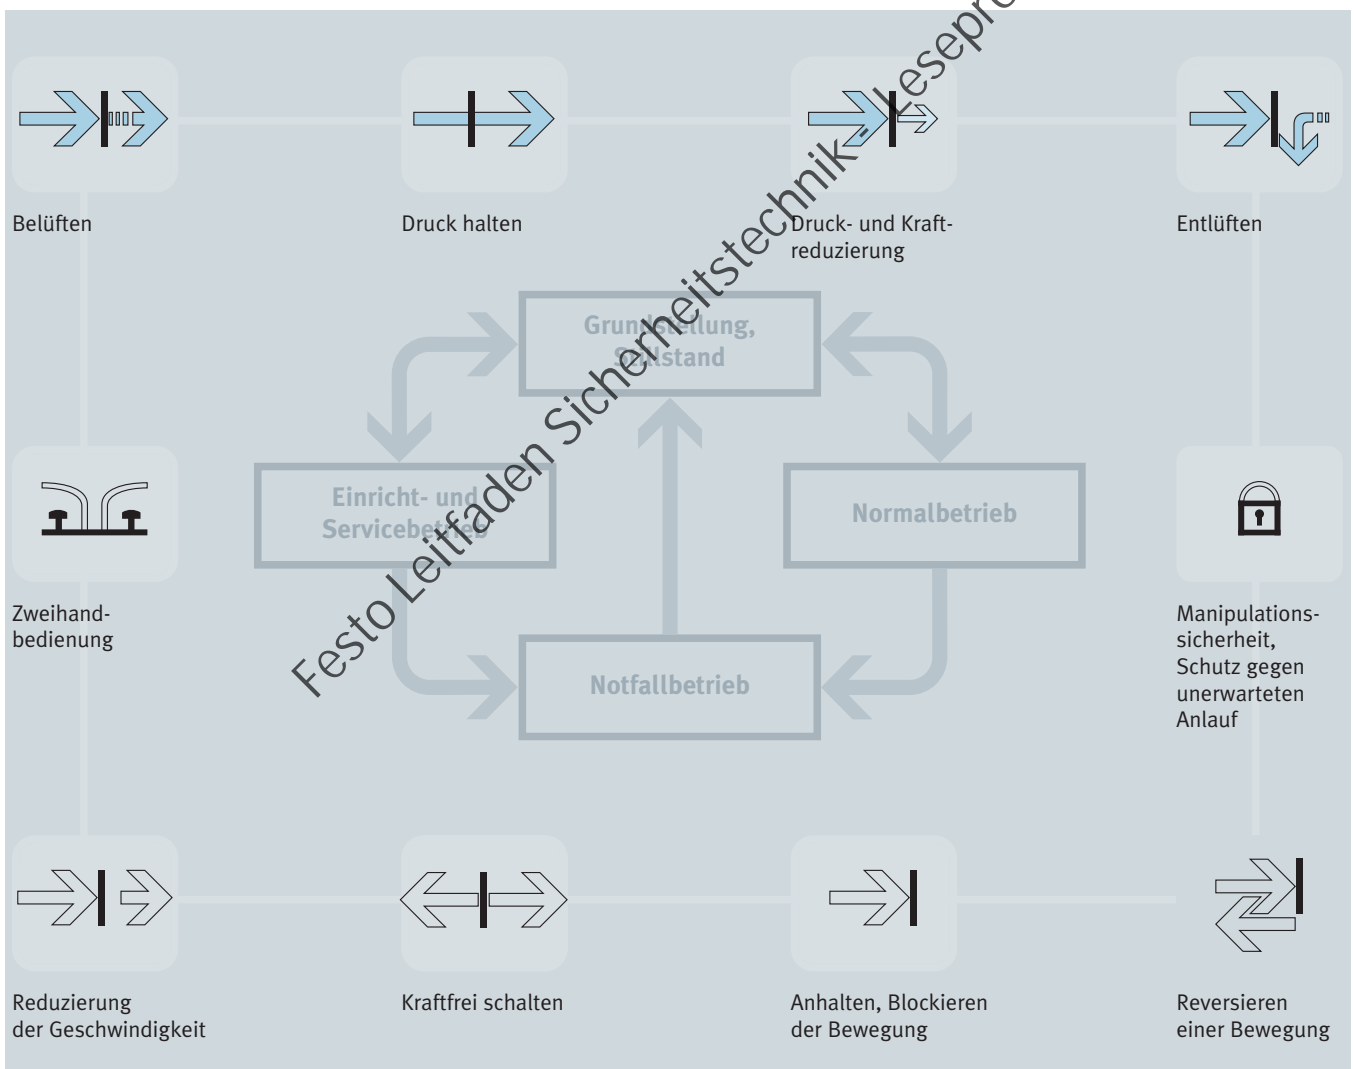 Belüften
Druck halten
Druck- und Kraft-
reduzierung
Entlüften
Grundstellung,
Stillstand
Einricht- und
Servicebetrieb
Normalbetrieb
Notfallbetrieb
Zweihand-
bedienung
Manipulations-
sicherheit,
Schutz gegen
unerwarteten
Anlauf
Reduzierung
der Geschwindigkeit
Kraftfrei schalten
Anhalten, Blockieren
der Bewegung
Reversieren
einer Bewegung
Festo Leitfaden Sicherheitstechnik -